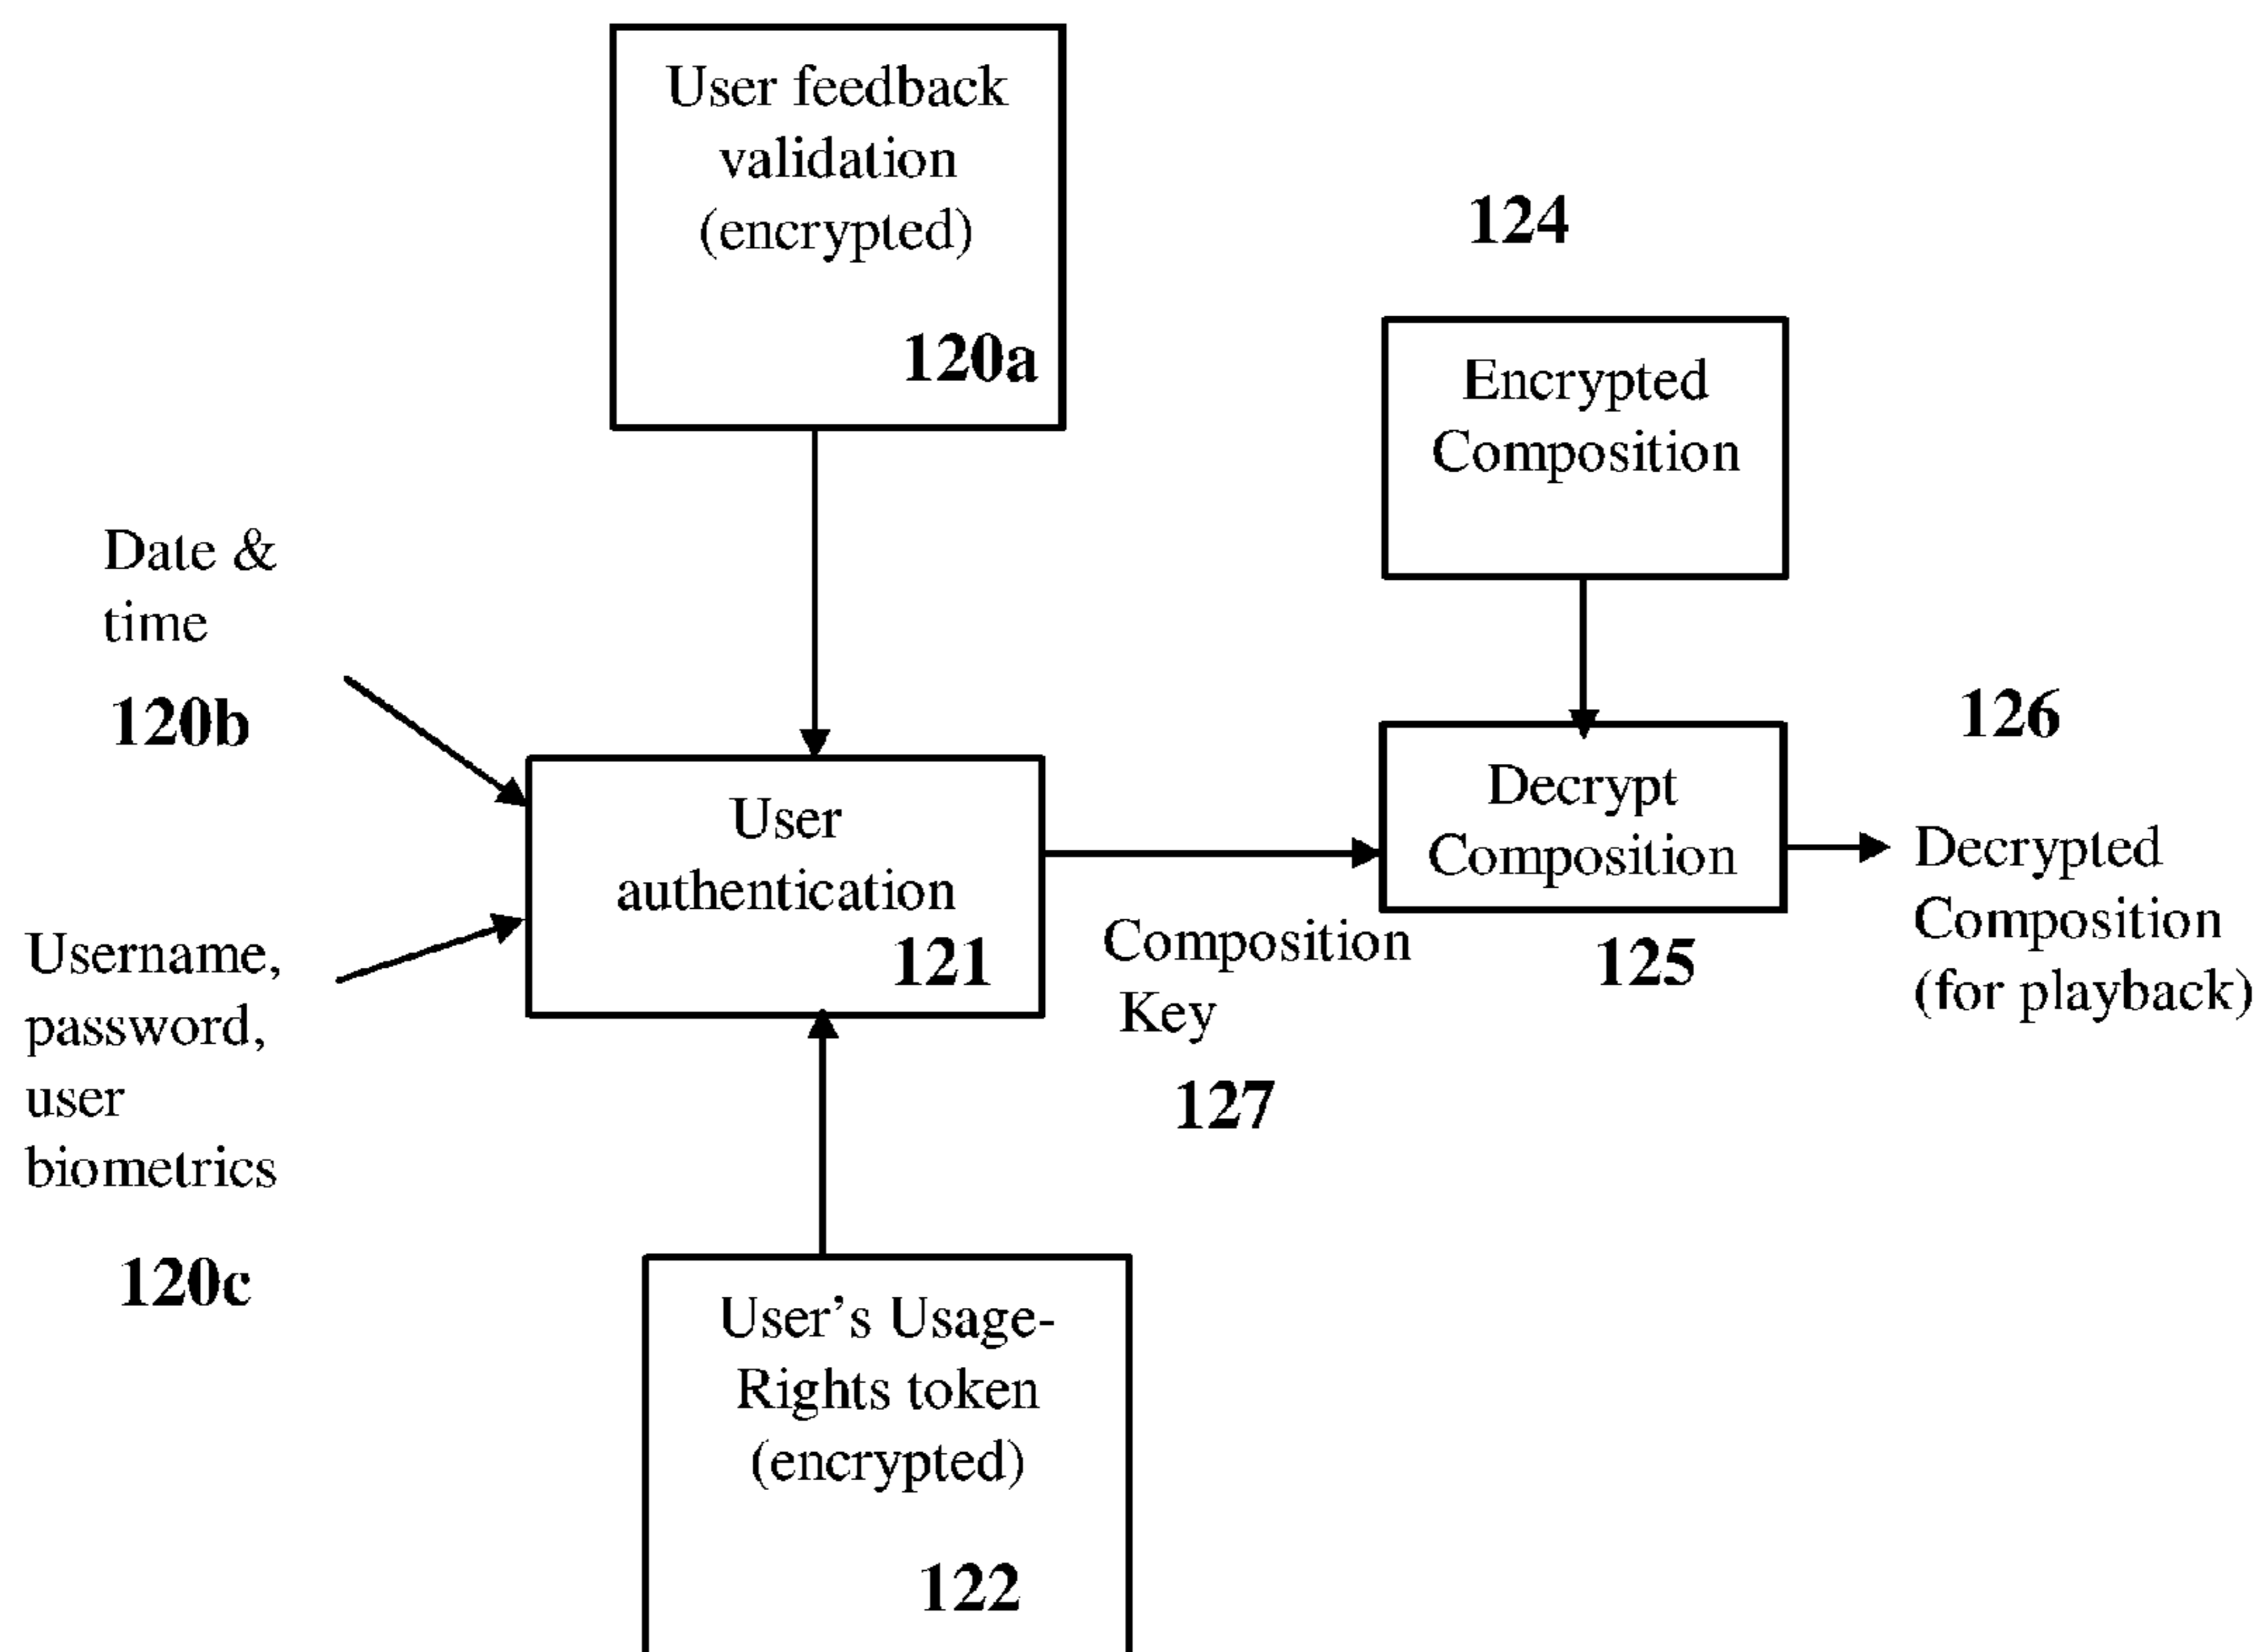 User feedback
validation
(encrypted)
120a
124
Encrypted
Composition
Date &
time
120b
126
Decrypt
Composition
125
User
authentication
121
Decrypted
Composition
(for playback)
Composition
Key
127
Username,
password,
user
biometrics
120c
User's Usage-
Rights token
(encrypted)
122